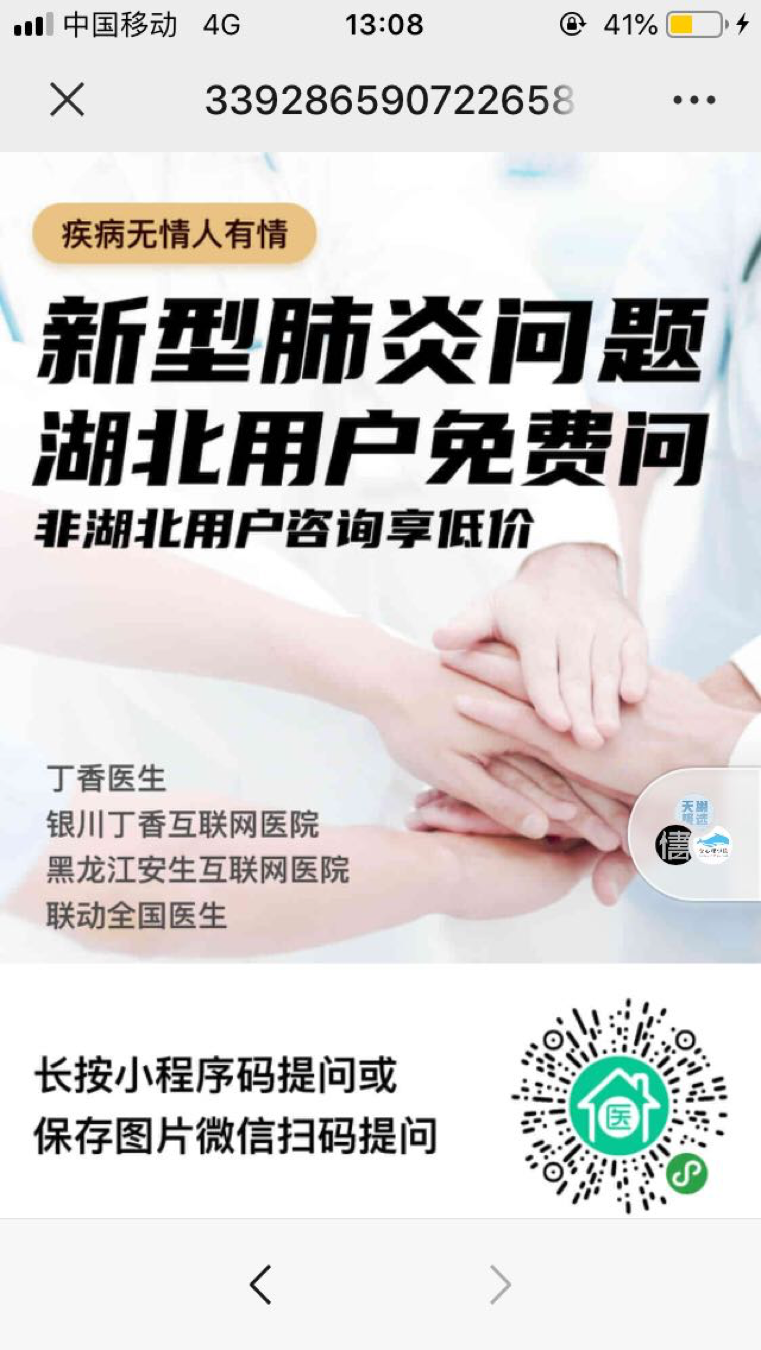 中国移动 4G 13:08 41%
339286590722658
疾病无情人有情
新型肺炎问题
湖北用户免费问
非湖北用户咨询享低价
丁香医生
银川丁香互联网医院
黑龙江安生互联网医院
联动全国医生
长按小程序码提问或
保存图片微信扫码提问
医